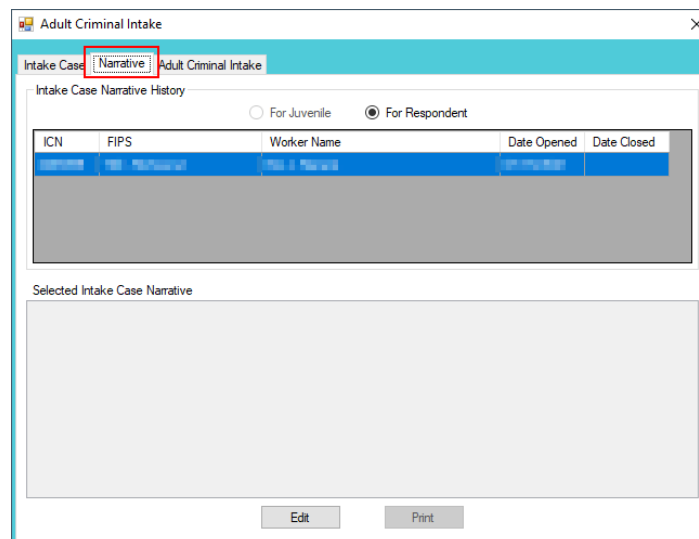 Adult Criminal Intake
Intake Case Narrative Adult Criminal Intake
Intake Case Narrative History
For Juvenile For Respondent
ICN FIPS Worker Name Date Opened Date Closed
Selected Intake Case Narrative
Edit Print